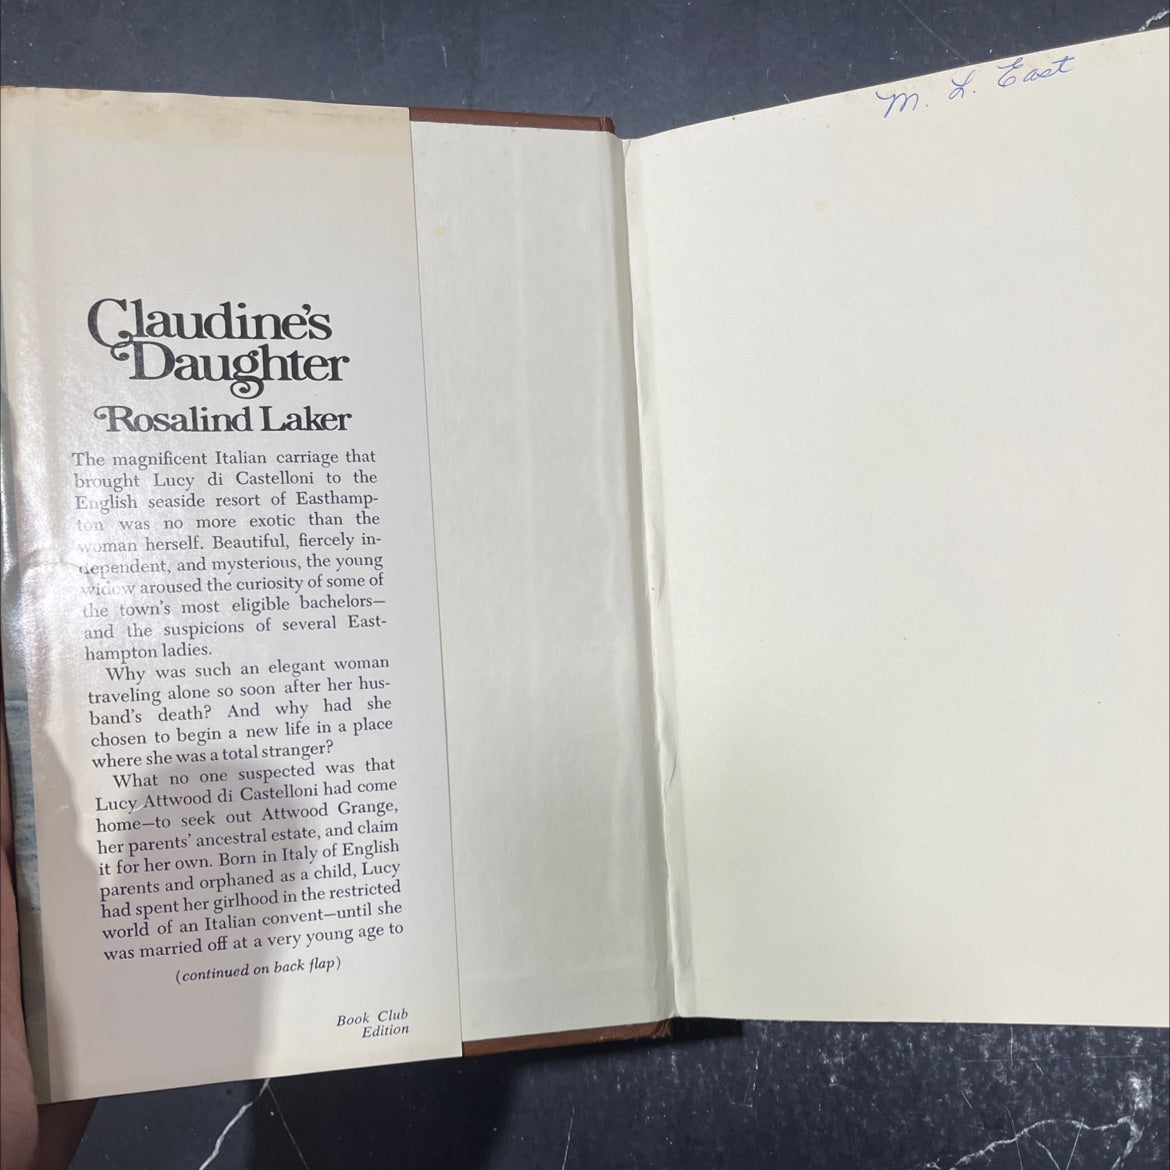 Claudine's
Daughter
Rosalind Laker
The magnificent Italian carriage that
brought Lucy di Castelloni to the
English seaside resort of Easthamp-
ton was no more exotic than the
woman herself. Beautiful, fiercely in-
dependent, and mysterious, the young
widow aroused the curiosity of some of
the town's most eligible bachelors—
and the suspicions of several East-
hampton ladies.
Why was such an elegant woman
traveling alone so soon after her hus-
band's death? And why had she
chosen to begin a new life in a place
where she was a total stranger?
What no one suspected was that
Lucy Attwood di Castelloni had come
home—to seek out Attwood Grange,
her parents' ancestral estate, and claim
it for her own. Born in Italy of English
parents and orphaned as a child, Lucy
had spent her girlhood in the restricted
world of an Italian convent—until she
was married off at a very young age to
(continued on back flap)
Book Club
Edition
M. L. East